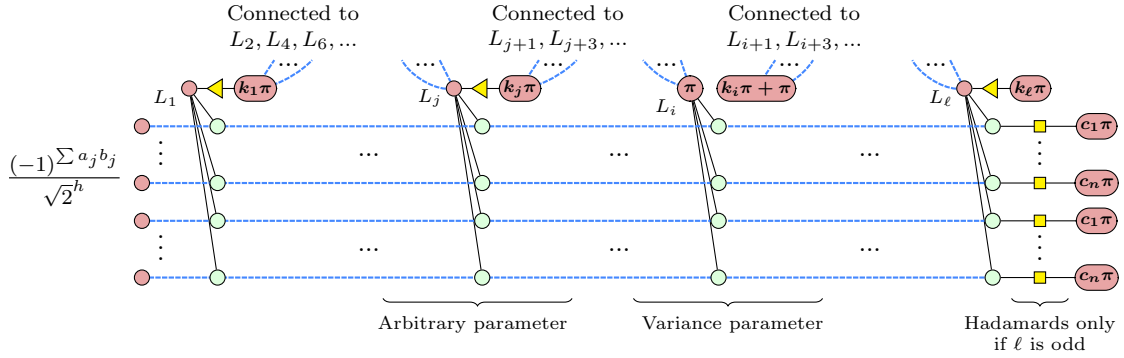 Connected to Connected to Connected to
L_2, L_4, L_6, ... L_{j+1}, L_{j+3}, ... L_{i+1}, L_{i+3}, ...
... ... ... ... ... ...
k_1π k_jπ π k_iπ + π k_ℓπ
L_1 L_j L_i L_ℓ
c_1π
⋮ ... ... ... ⋮ ⋮
(-1)^{∑ a_j b_j} / √2^h
c_nπ
c_1π
⋮ ... ... ... ⋮ ⋮
c_nπ
Arbitrary parameter Variance parameter Hadamards only
if ℓ is odd